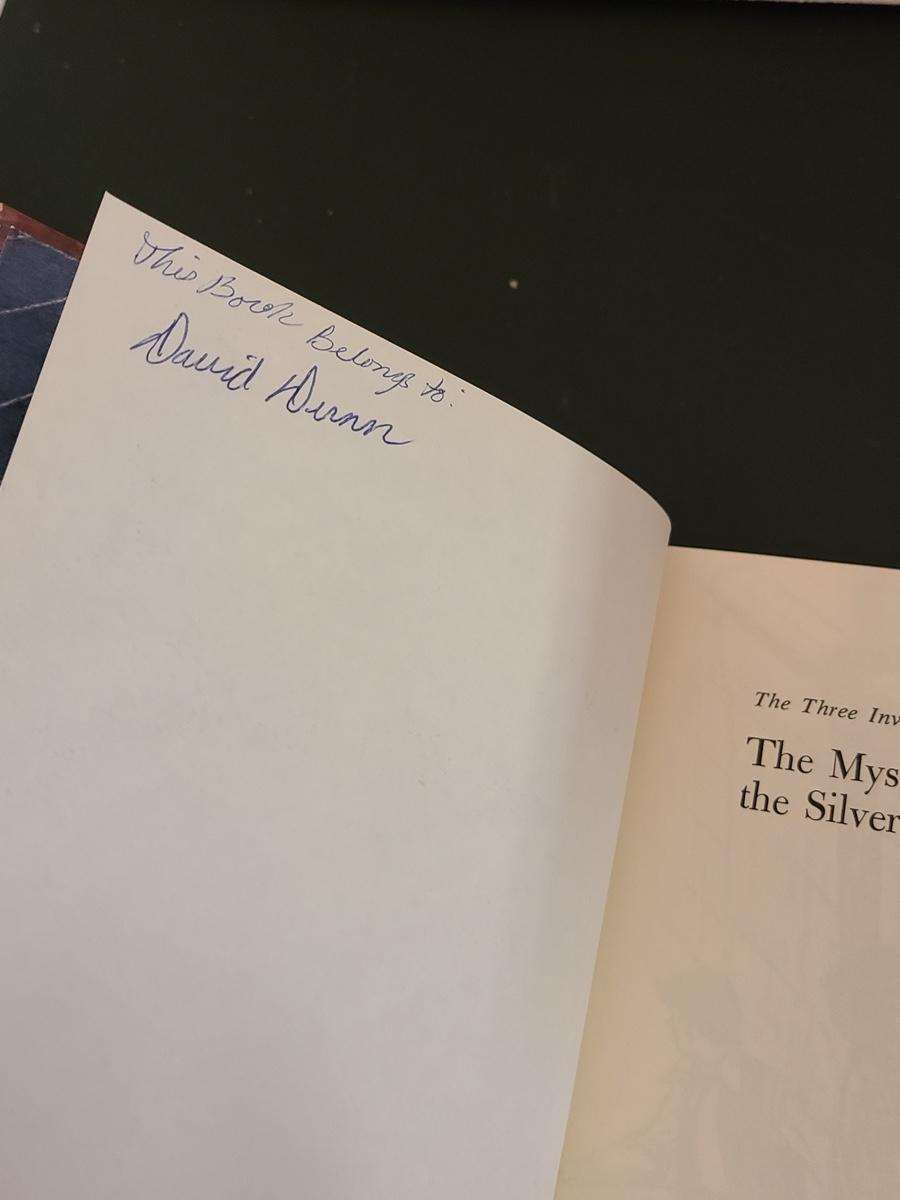 This Book Belongs to:
David Dunn
The Three Inv
The Mys
the Silver